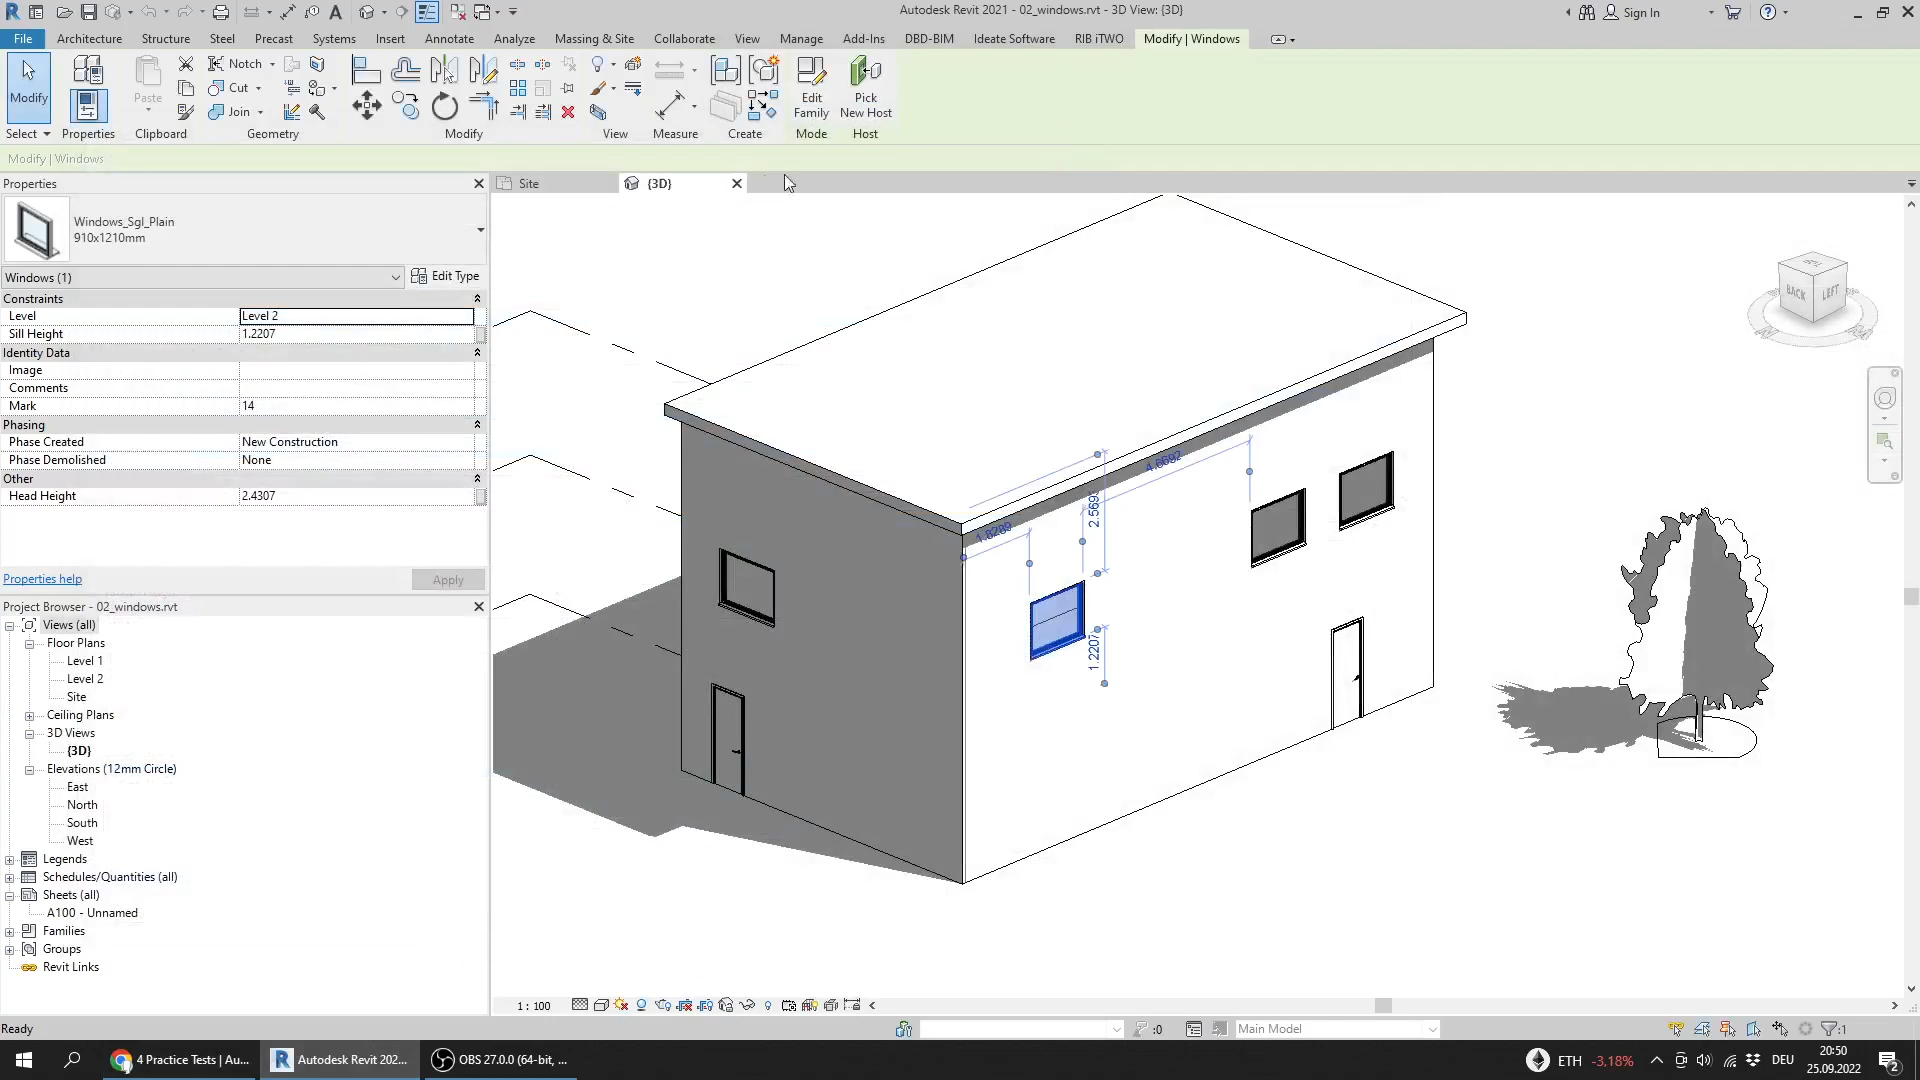 Autodesk Revit 2021 - 02_windows.rvt - 3D View: {3D}
Sign In
File Architecture Structure Steel Precast Systems Insert Annotate Analyze Massing & Site Collaborate View Manage Add-Ins DBD-BIM Ideate Software RIB iTWO Modify | Windows
Modify
Paste
Notch
Cut
Join
Edit Family
Pick New Host
Select Properties Clipboard Geometry Modify View Measure Create Mode Host
Modify | Windows
Properties
Site
{3D}
Windows_Sgl_Plain
910x1210mm
Windows (1)
Edit Type
Constraints
Level Level 2
Sill Height 1.2207
Identity Data
Image
Comments
Mark 14
Phasing
Phase Created New Construction
Phase Demolished None
Other
Head Height 2.4307
Properties help
Apply
Project Browser - 02_windows.rvt
Views (all)
Floor Plans
Level 1
Level 2
Site
Ceiling Plans
3D Views
{3D}
Elevations (12mm Circle)
East
North
South
West
Legends
Schedules/Quantities (all)
Sheets (all)
A100 - Unnamed
Families
Groups
Revit Links
1.2207
BACK
LEFT
1 : 100
Ready
:0
Main Model
:1
4 Practice Tests | Au...
Autodesk Revit 202...
OBS 27.0.0 (64-bit, ...
ETH -3,18%
DEU
20:50
25.09.2022
2